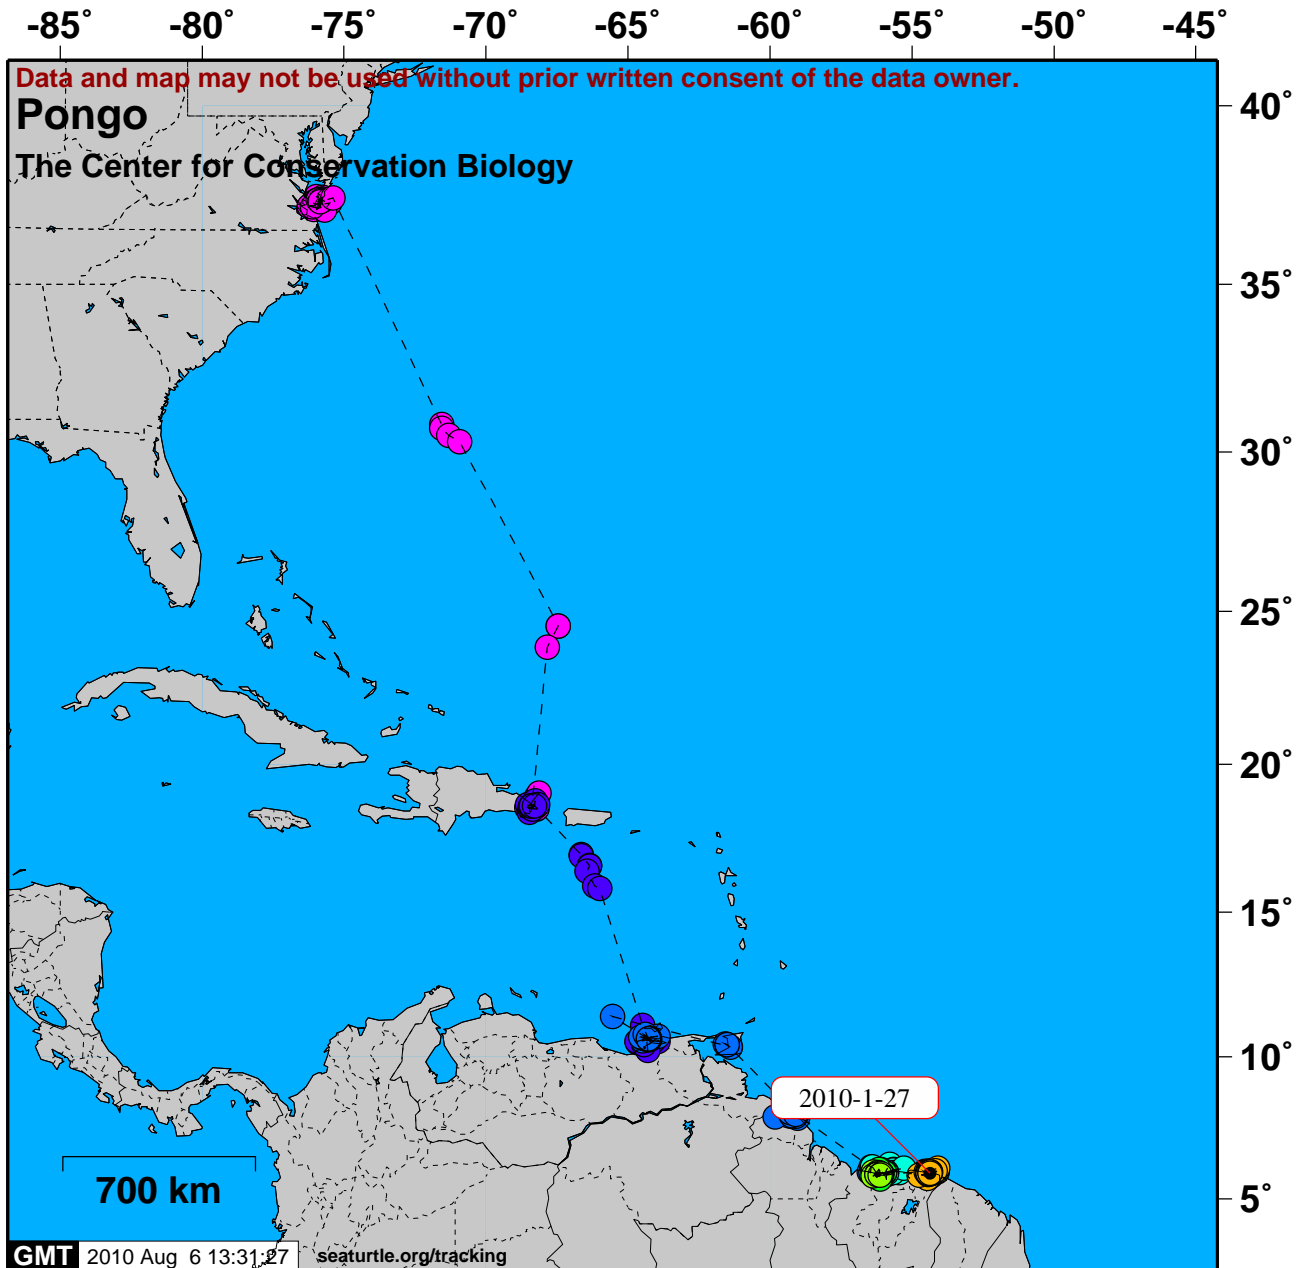 -85 -80 -75 -70 -65 -60 -55 -50 -45
Data and map may not be used without prior written consent of the data owner.
Pongo
The Center for Conservation Biology
40°
35°
30°
25°
20°
15°
10°
5°
2010-1-27
700 km
GMT 2010 Aug 6 13:31:27 seaturtle.org/tracking